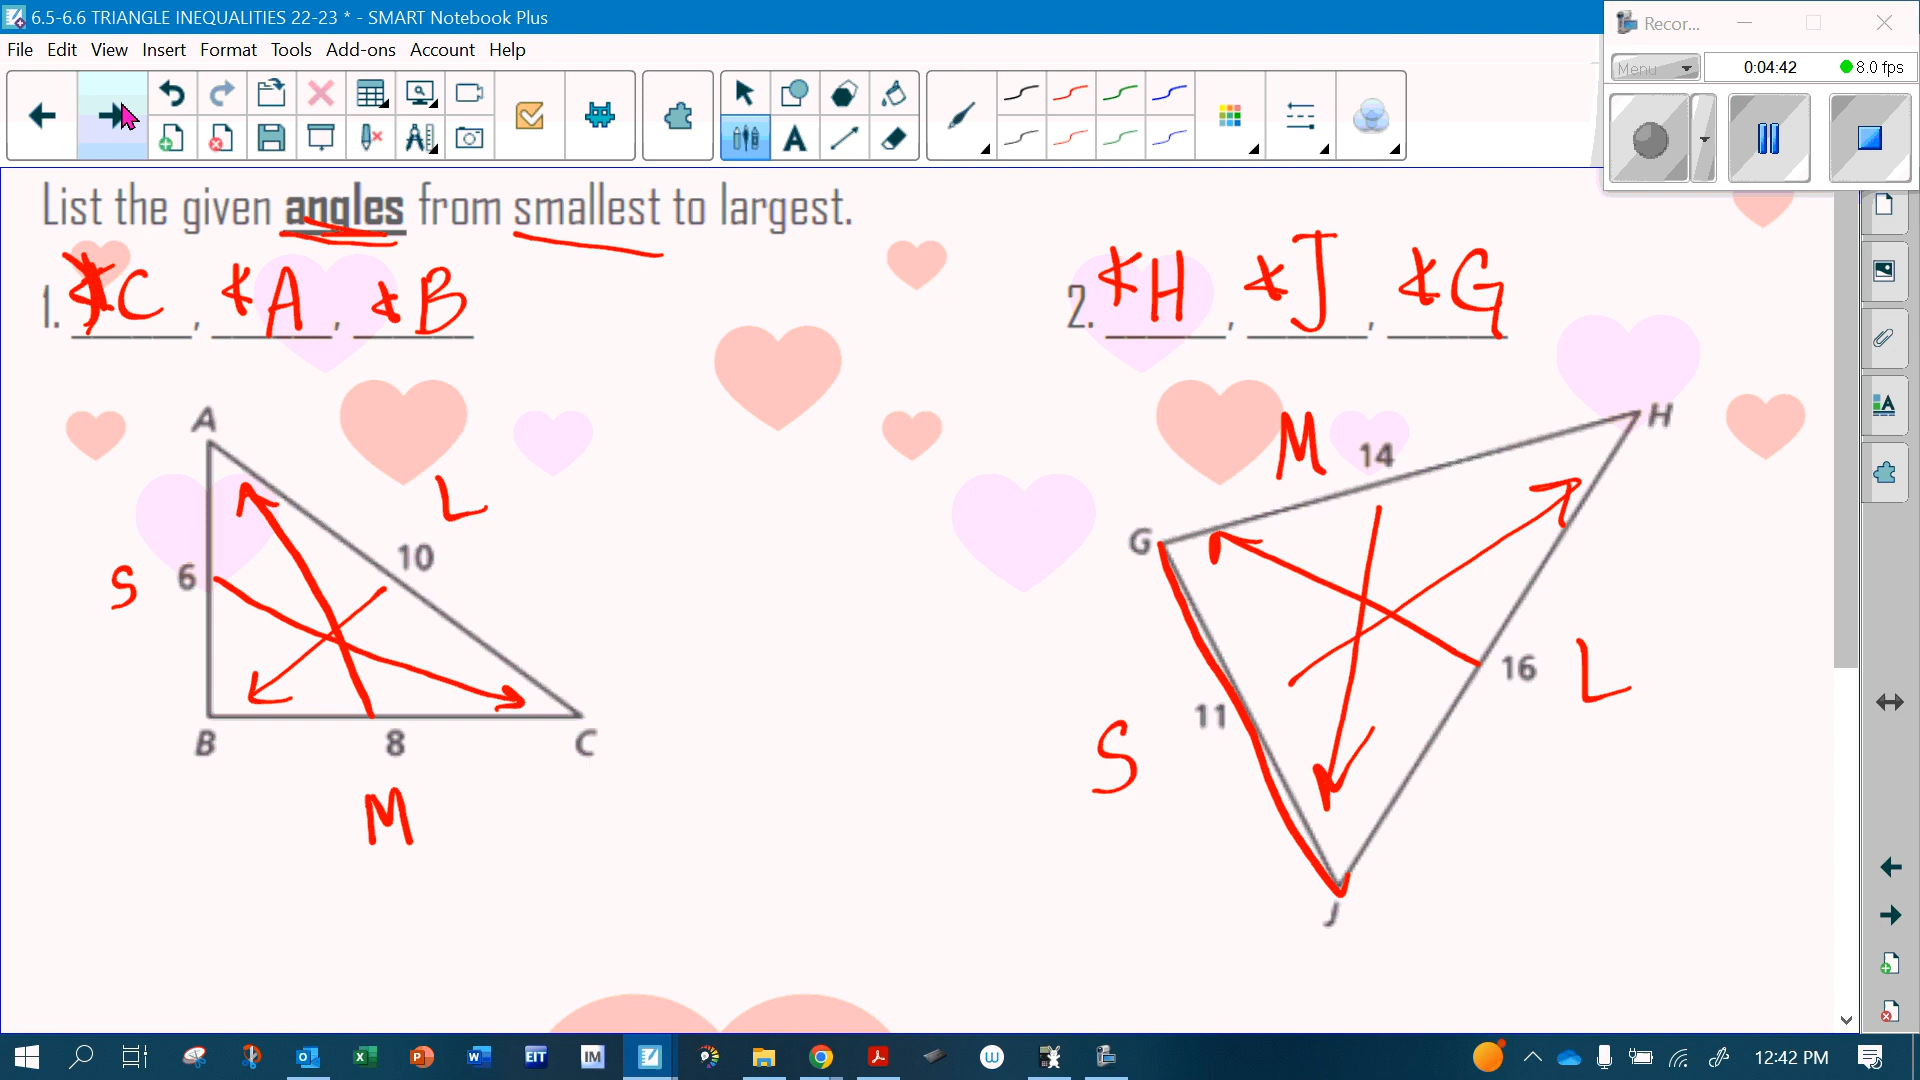 6.5-6.6 TRIANGLE INEQUALITIES 22-23 * - SMART Notebook Plus
Recor...
File Edit View Insert Format Tools Add-ons Account Help
Menu
0:04:42
8.0 fps
List the given angles from smallest to largest.
1. ∡C, ∡A, ∡B
2. ∡H, ∡J, ∡G
A
L
10
S
6
B
8
C
M
M
14
H
G
16
L
11
S
J
EIT
IM
12:42 PM